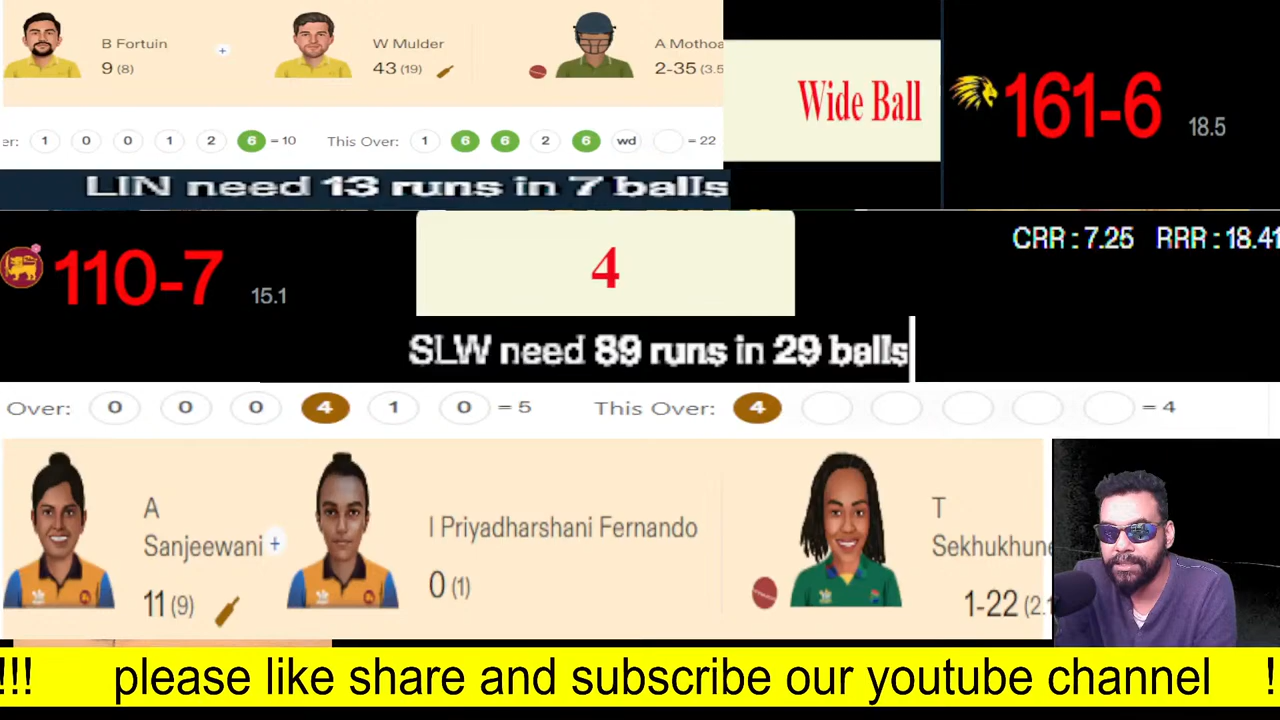 B Fortuin
9 (8)
+
W Mulder
43 (19)
A Mothoa
2-35 (3.5
er: 1 0 0 1 2 6 = 10 This Over: 1 6 6 2 6 wd = 22
LIN need 13 runs in 7 balls
Wide Ball
161-6 18.5
110-7 15.1
4
CRR : 7.25 RRR : 18.41
SLW need 89 runs in 29 balls
Over: 0 0 0 4 1 0 = 5 This Over: 4 = 4
A
Sanjeewani +
11 (9)
I Priyadharshani Fernando
0 (1)
T
Sekhukhune
1-22 (2.1
!!! please like share and subscribe our youtube channel !